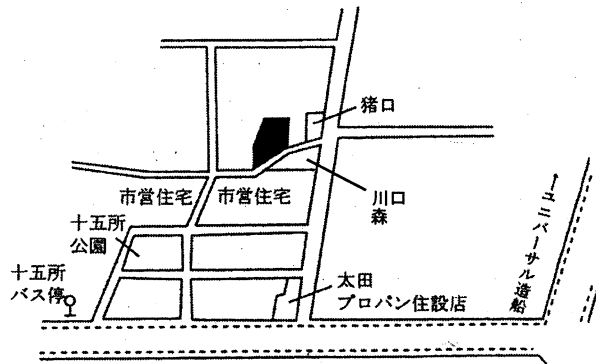 猪口
川口
森
市営住宅
市営住宅
十五所
公園
十五所
バス停
太田
プロパン住設店
←ユニバーサル造船